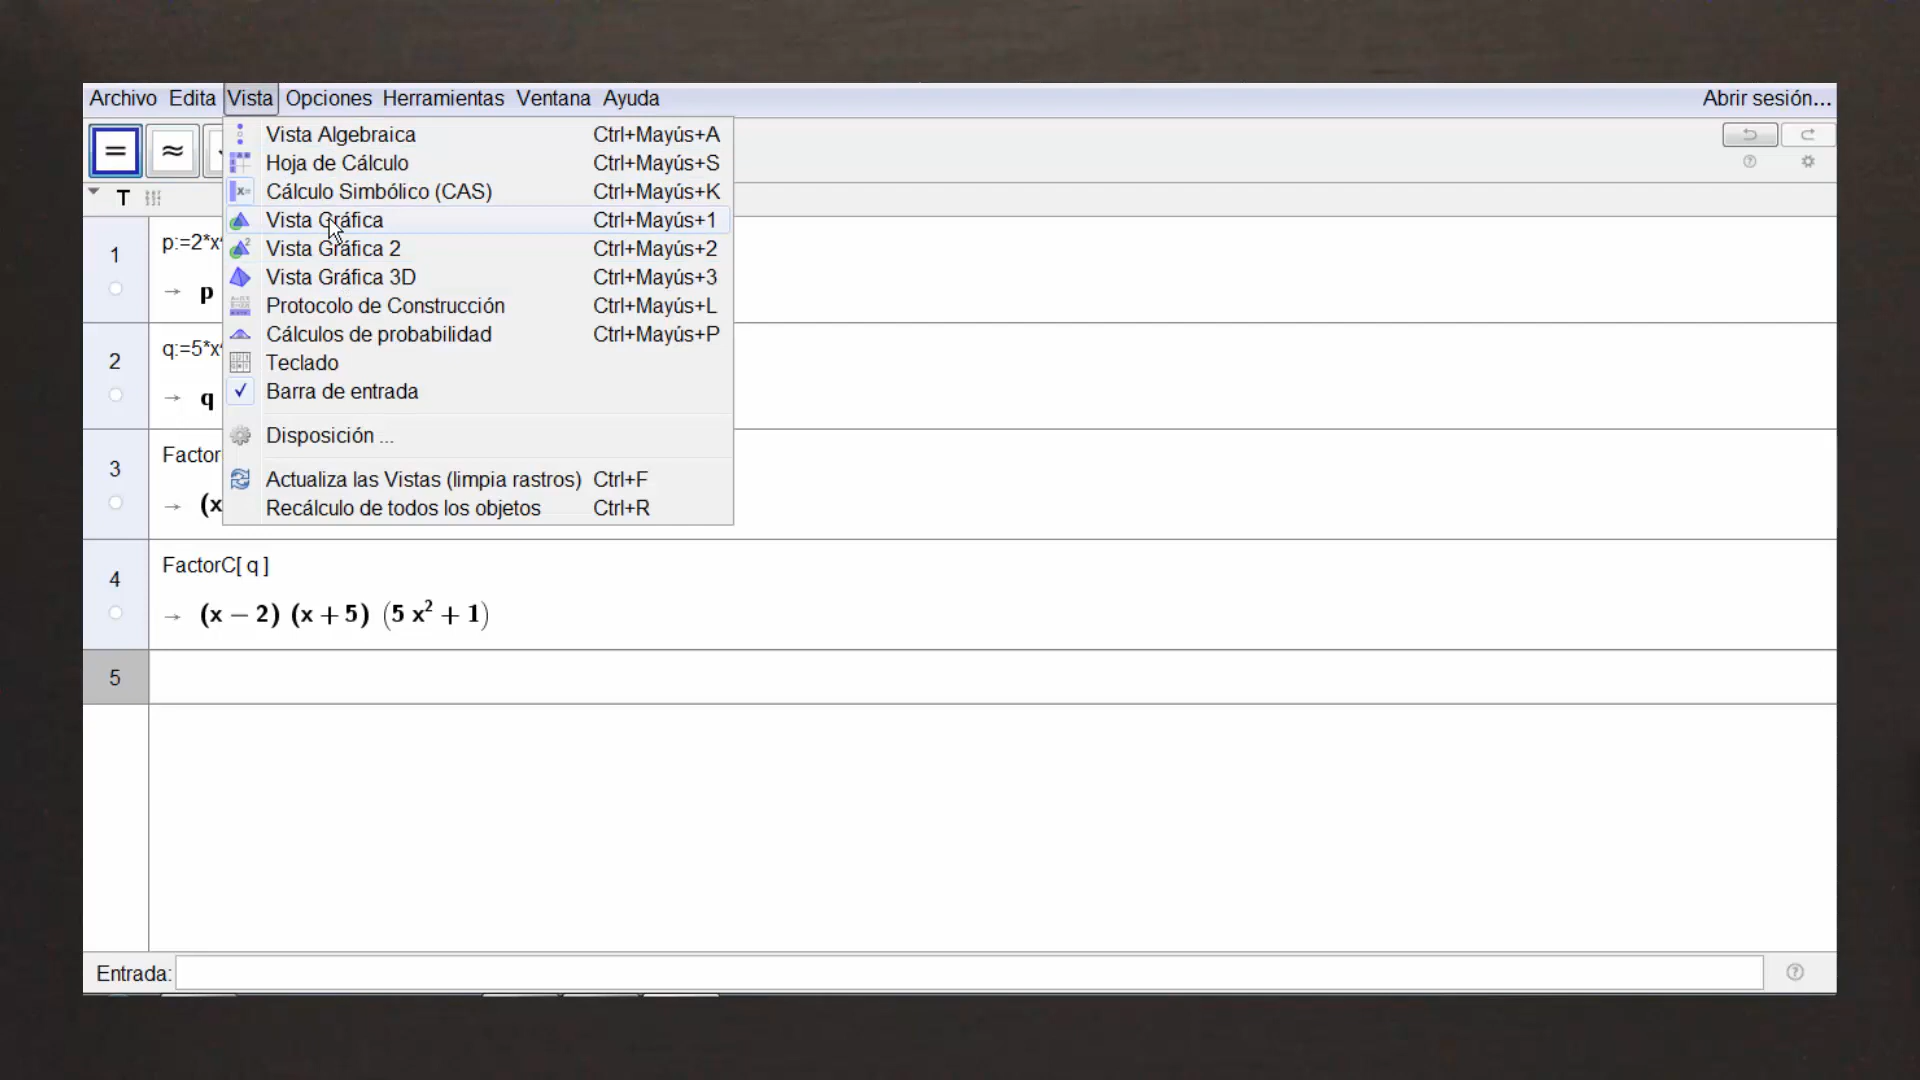 Archivo Edita Vista Opciones Herramientas Ventana Ayuda Abrir sesión...
= ≈
Vista Algebraica Ctrl+Mayús+A
Hoja de Cálculo Ctrl+Mayús+S
Cálculo Simbólico (CAS) Ctrl+Mayús+K
Vista Gráfica Ctrl+Mayús+1
Vista Gráfica 2 Ctrl+Mayús+2
Vista Gráfica 3D Ctrl+Mayús+3
Protocolo de Construcción Ctrl+Mayús+L
Cálculos de probabilidad Ctrl+Mayús+P
Teclado
Barra de entrada
Disposición ...
Actualiza las Vistas (limpia rastros) Ctrl+F
Recálculo de todos los objetos Ctrl+R
T
1 p:=2*x
→ p
2 q:=5*x
→ q
3 Factor
→ (x
4 FactorC[ q ]
→ (x – 2) (x + 5) (5 x² + 1)
5
Entrada: